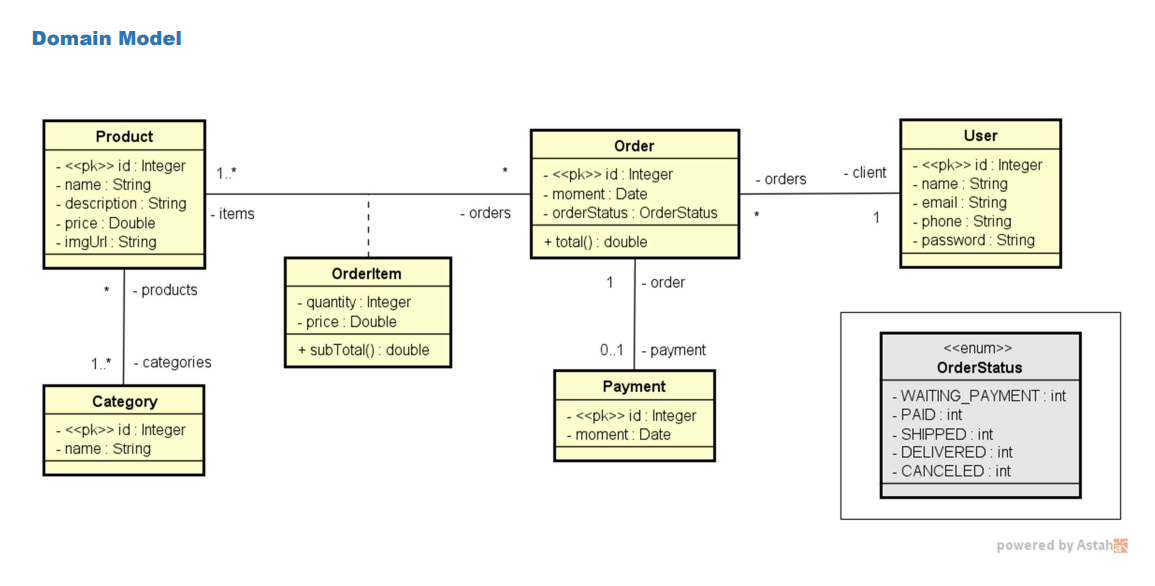 Domain Model
Product
- <<pk>> id : Integer
- name : String
- description : String
- price : Double
- imgUrl : String
1..*
- items
*
- orders
Order
- <<pk>> id : Integer
- moment : Date
- orderStatus : OrderStatus
+ total() : double
- orders
*
- client
1
User
- <<pk>> id : Integer
- name : String
- email : String
- phone : String
- password : String
OrderItem
- quantity : Integer
- price : Double
+ subTotal() : double
* - products
1..* - categories
Category
- <<pk>> id : Integer
- name : String
1 - order
0..1 - payment
Payment
- <<pk>> id : Integer
- moment : Date
<<enum>>
OrderStatus
- WAITING_PAYMENT : int
- PAID : int
- SHIPPED : int
- DELIVERED : int
- CANCELED : int
powered by Astah